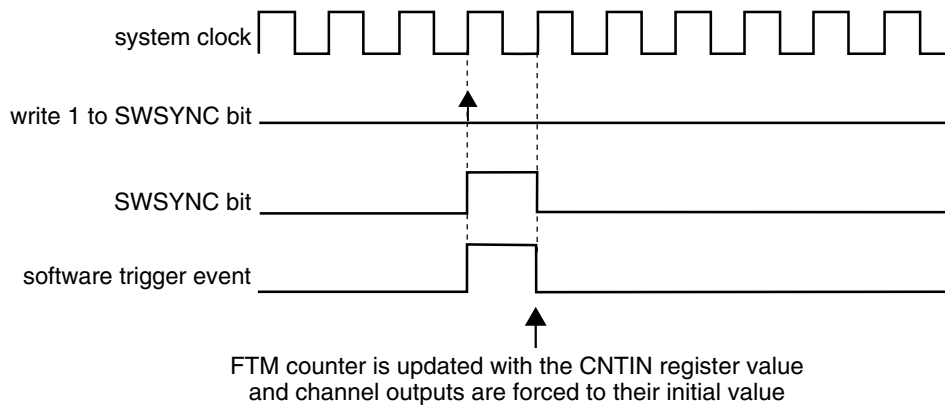 system clock
write 1 to SWSYNC bit
SWSYNC bit
software trigger event
FTM counter is updated with the CNTIN register value
and channel outputs are forced to their initial value